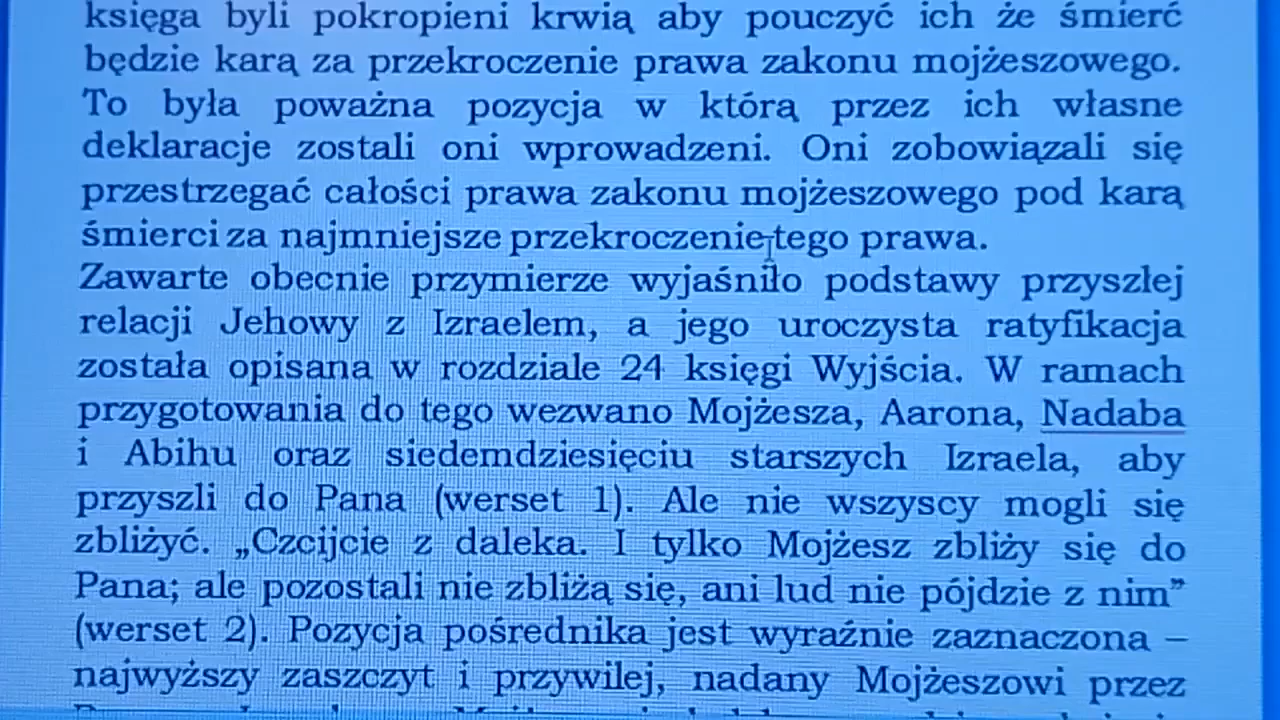 księga byli pokropieni krwią aby pouczyć ich że śmierć
będzie karą za przekroczenie prawa zakonu mojżeszowego.
To była poważna pozycja w którą przez ich własne
deklaracje zostali oni wprowadzeni. Oni zobowiązali się
przestrzegać całości prawa zakonu mojżeszowego pod karą
śmierci za najmniejsze przekroczenie tego prawa.
Zawarte obecnie przymierze wyjaśniło podstawy przyszłej
relacji Jehowy z Izraelem, a jego uroczysta ratyfikacja
została opisana w rozdziale 24 księgi Wyjścia. W ramach
przygotowania do tego wezwano Mojżesza, Aarona, Nadaba
i Abihu oraz siedemdziesięciu starszych Izraela, aby
przyszli do Pana (werset 1). Ale nie wszyscy mogli się
zbliżyć. „Czcijcie z daleka. I tylko Mojżesz zbliży się do
Pana; ale pozostali nie zbliżą się, ani lud nie pójdzie z nim”
(werset 2). Pozycja pośrednika jest wyraźnie zaznaczona –
najwyższy zaszczyt i przywilej, nadany Mojżeszowi przez